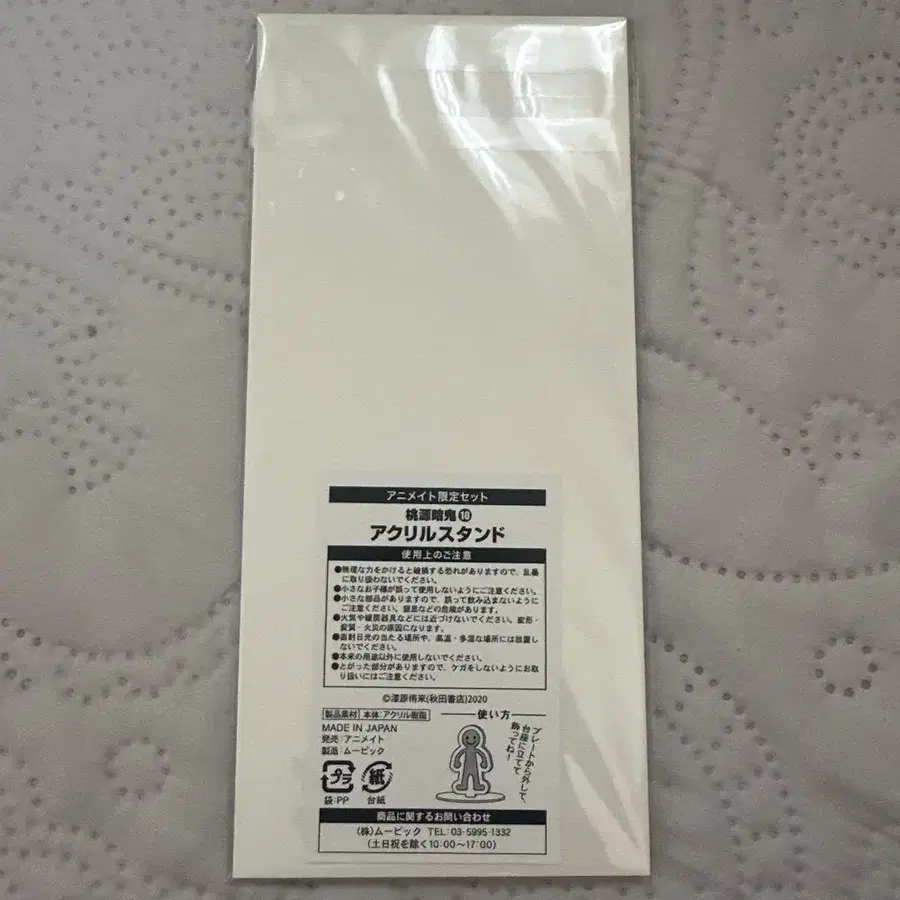 アニメイト限定セット
桃源暗鬼⑱
アクリルスタンド
使用上のご注意
●無理な力をかけると破損する恐れがありますので、乱暴
に取り扱わないでください。
●小さなお子様が誤って使用しないようにご注意ください。
●小さな部品がありますので、誤って飲み込まないように
ご注意ください。窒息などの危険があります。
●火気や暖房器具などには近づけないでください。変形・
変質・火災の原因になります。
●直射日光の当たる場所や、高温・多湿な場所には放置し
ないでください。
●本来の用途以外に使用しないでください。
●とがった部分がありますので、ケガをしないようにお取
り扱いにはご注意ください。
©漆原侑来(秋田書店)2020
製品素材 本体:アクリル樹脂
MADE IN JAPAN
発売:アニメイト
製造:ムービック
プラ
袋:PP
紙
台紙
使い方
プレートから外して、
台座に立てて
飾ってね!
商品に関するお問い合わせ
(株)ムービック TEL:03-5995-1332
(土日祝を除く10:00〜17:00)